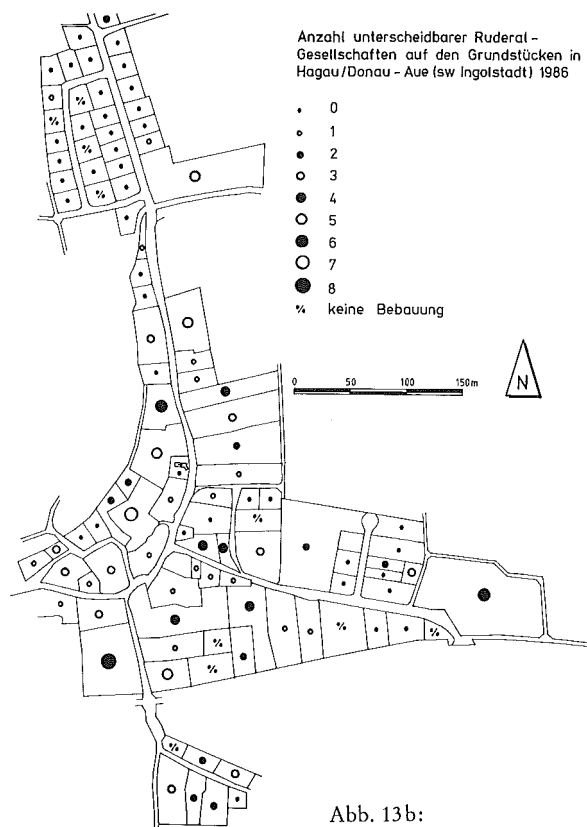 Anzahl unterscheidbarer Ruderal-
Gesellschaften auf den Grundstücken in
Hagau/Donau-Aue (sw Ingolstadt) 1986
0
1
2
3
4
5
6
7
8
% keine Bebauung
0 50 100 150m
N
%
%
%
%
%
%
%
%
%
%
%
Abb. 13b: